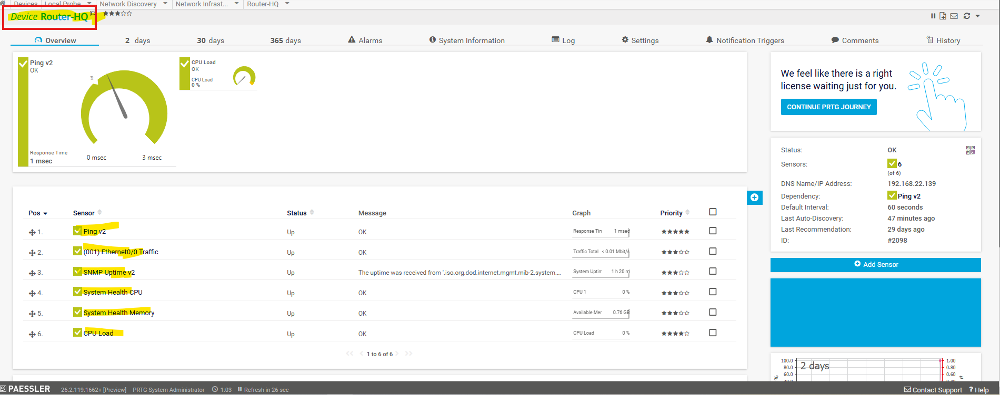 Devices Local Probe Network Discovery Network Infrast... Router-HQ
Device Router-HQ
Overview 2 days 30 days 365 days Alarms System Information Log Settings Notification Triggers Comments History
Ping v2
OK
Response Time
1 msec
0 msec 3 msec
CPU Load
OK
CPU Load
0 %
We feel like there is a right
license waiting just for you.
CONTINUE PRTG JOURNEY
Status: OK
Sensors: 6
(of 6)
DNS Name/IP Address: 192.168.22.139
Dependency: Ping v2
Default Interval: 60 seconds
Last Auto-Discovery: 47 minutes ago
Last Recommendation: 29 days ago
ID: #2098
Add Sensor
Pos Sensor Status Message Graph Priority
1. Ping v2 Up OK Response Tin 1 msec
2. (001) Ethernet0/0 Traffic Up OK Traffic Total < 0.01 Mbit/s
3. SNMP Uptime v2 Up The uptime was received from '.iso.org.dod.internet.mgmt.mib-2.system.... System Uptim 1 h 20 m
4. System Health CPU Up OK CPU 1 0 %
5. System Health Memory Up OK Available Mer 0.76 GB
6. CPU Load Up OK CPU Load 0 %
1 to 6 of 6
2 days
100.0 1.00
80.0 0.80
60.0 0.60
% #
PAESSLER 26.2.119.1662+ [Preview] PRTG System Administrator 1:03 Refresh in 26 sec Contact Support ? Help